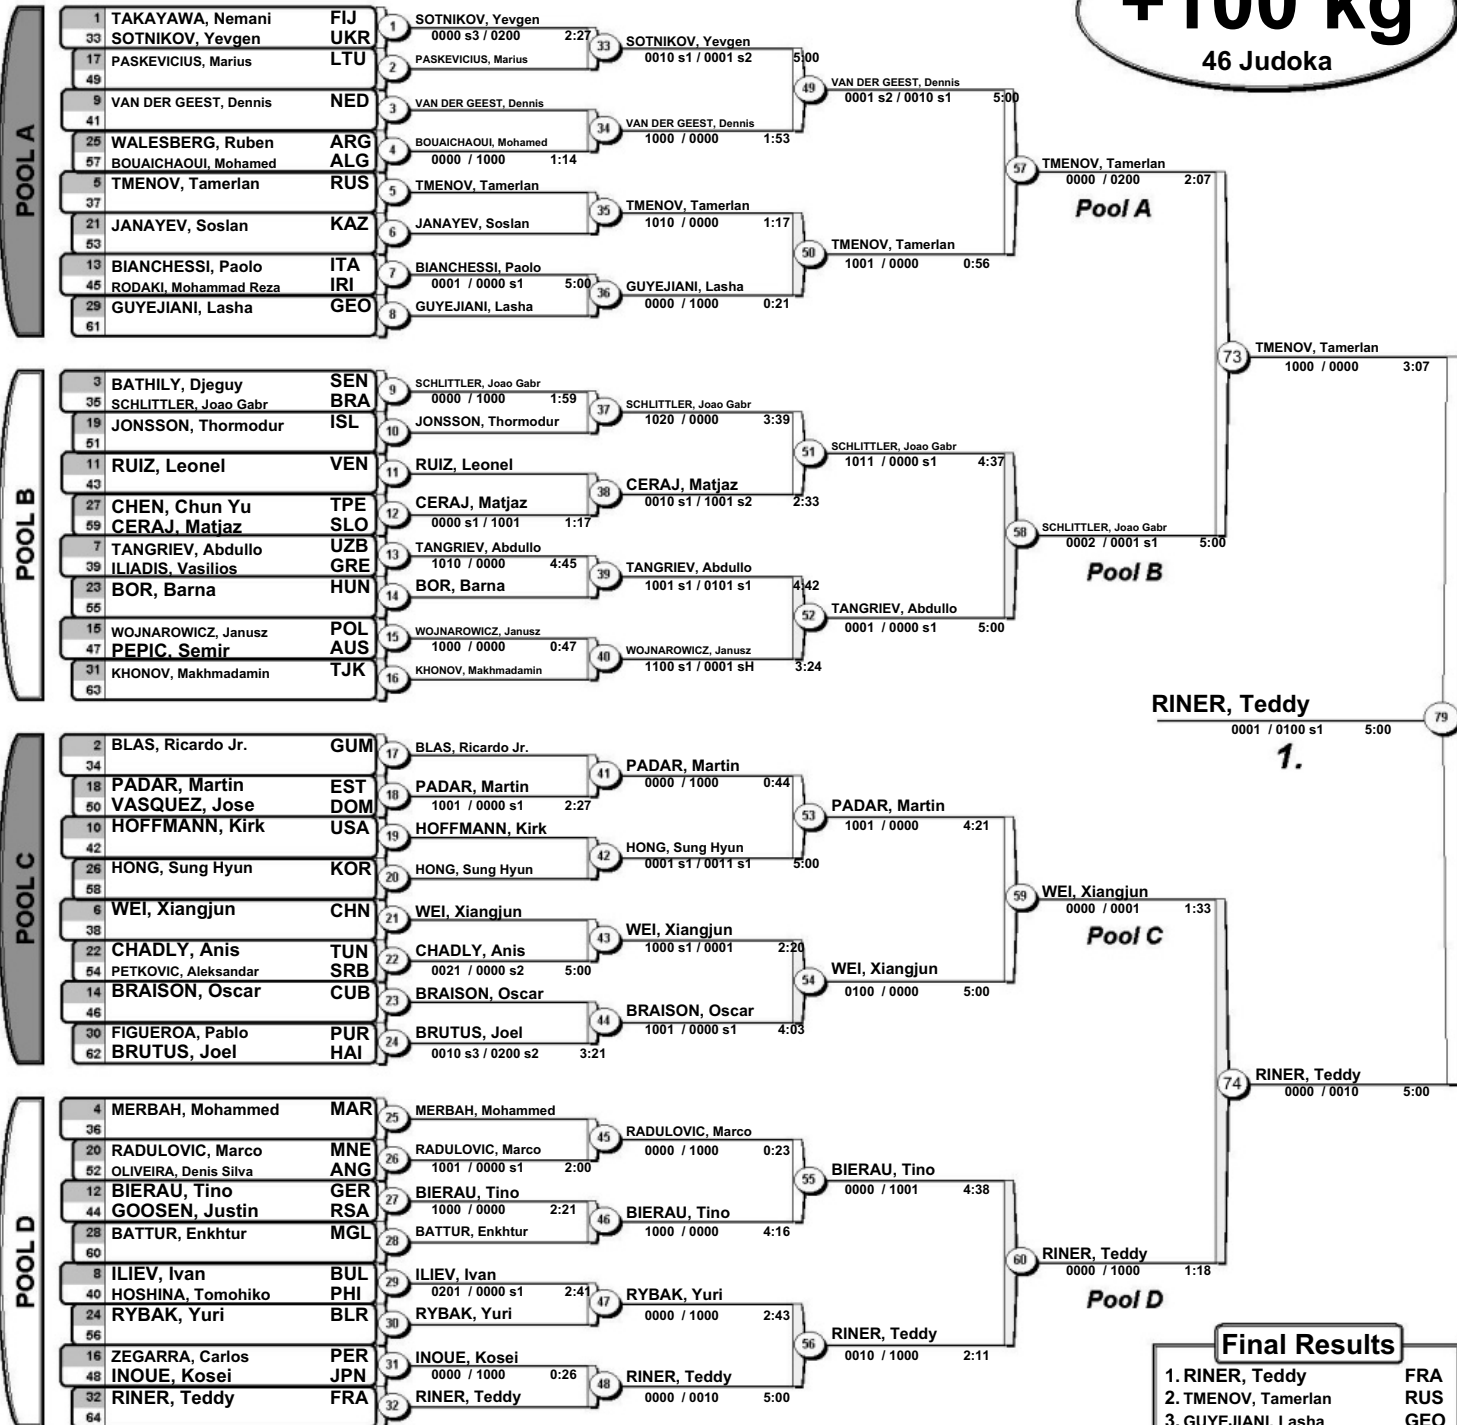 +100 kg
46 Judoka
POOL A
1 TAKAYAWA, Nemani FIJ
33 SOTNIKOV, Yevgen UKR
17 PASKEVICIUS, Marius LTU
49
9 VAN DER GEEST, Dennis NED
41
25 WALESBERG, Ruben ARG
57 BOUAICHAOUI, Mohamed ALG
5 TMENOV, Tamerlan RUS
37
21 JANAYEV, Soslan KAZ
53
13 BIANCHESSI, Paolo ITA
45 RODAKI, Mohammad Reza IRI
29 GUYEJIANI, Lasha GEO
61
1 SOTNIKOV, Yevgen
0000 s3 / 0200 2:27
2 PASKEVICIUS, Marius
3 VAN DER GEEST, Dennis
4 BOUAICHAOUI, Mohamed
0000 / 1000 1:14
5 TMENOV, Tamerlan
6 JANAYEV, Soslan
7 BIANCHESSI, Paolo
0001 / 0000 s1 5:00
8 GUYEJIANI, Lasha
33 SOTNIKOV, Yevgen
0010 s1 / 0001 s2 5:00
34 VAN DER GEEST, Dennis
1000 / 0000 1:53
35 TMENOV, Tamerlan
1010 / 0000 1:17
36 GUYEJIANI, Lasha
0000 / 1000 0:21
49 VAN DER GEEST, Dennis
0001 s2 / 0010 s1 5:00
50 TMENOV, Tamerlan
1001 / 0000 0:56
57 TMENOV, Tamerlan
0000 / 0200 2:07
Pool A
POOL B
3 BATHILY, Djeguy SEN
35 SCHLITTLER, Joao Gabr BRA
19 JONSSON, Thormodur ISL
51
11 RUIZ, Leonel VEN
43
27 CHEN, Chun Yu TPE
59 CERAJ, Matjaz SLO
7 TANGRIEV, Abdullo UZB
39 ILIADIS, Vasilios GRE
23 BOR, Barna HUN
55
15 WOJNAROWICZ, Janusz POL
47 PEPIC, Semir AUS
31 KHONOV, Makhmadamin TJK
63
9 SCHLITTLER, Joao Gabr
0000 / 1000 1:59
10 JONSSON, Thormodur
11 RUIZ, Leonel
12 CERAJ, Matjaz
0000 s1 / 1001 1:17
13 TANGRIEV, Abdullo
1010 / 0000 4:45
14 BOR, Barna
15 WOJNAROWICZ, Janusz
1000 / 0000 0:47
16 KHONOV, Makhmadamin
37 SCHLITTLER, Joao Gabr
1020 / 0000 3:39
38 CERAJ, Matjaz
0010 s1 / 1001 s2 2:33
39 TANGRIEV, Abdullo
1001 s1 / 0101 s1 4:42
40 WOJNAROWICZ, Janusz
1100 s1 / 0001 sH 3:24
51 SCHLITTLER, Joao Gabr
1011 / 0000 s1 4:37
52 TANGRIEV, Abdullo
0001 / 0000 s1 5:00
58 SCHLITTLER, Joao Gabr
0002 / 0001 s1 5:00
Pool B
73 TMENOV, Tamerlan
1000 / 0000 3:07
RINER, Teddy 79
0001 / 0100 s1 5:00
1.
POOL C
2 BLAS, Ricardo Jr. GUM
34
18 PADAR, Martin EST
50 VASQUEZ, Jose DOM
10 HOFFMANN, Kirk USA
42
26 HONG, Sung Hyun KOR
58
6 WEI, Xiangjun CHN
38
22 CHADLY, Anis TUN
54 PETKOVIC, Aleksandar SRB
14 BRAISON, Oscar CUB
46
30 FIGUEROA, Pablo PUR
62 BRUTUS, Joel HAI
17 BLAS, Ricardo Jr.
18 PADAR, Martin
1001 / 0000 s1 2:27
19 HOFFMANN, Kirk
20 HONG, Sung Hyun
21 WEI, Xiangjun
22 CHADLY, Anis
0021 / 0000 s2 5:00
23 BRAISON, Oscar
24 BRUTUS, Joel
0010 s3 / 0200 s2 3:21
41 PADAR, Martin
0000 / 1000 0:44
42 HONG, Sung Hyun
0001 s1 / 0011 s1 5:00
43 WEI, Xiangjun
1000 s1 / 0001 2:20
44 BRAISON, Oscar
1001 / 0000 s1 4:03
53 PADAR, Martin
1001 / 0000 4:21
54 WEI, Xiangjun
0100 / 0000 5:00
59 WEI, Xiangjun
0000 / 0001 1:33
Pool C
POOL D
4 MERBAH, Mohammed MAR
36
20 RADULOVIC, Marco MNE
52 OLIVEIRA, Denis Silva ANG
12 BIERAU, Tino GER
44 GOOSEN, Justin RSA
28 BATTUR, Enkhtur MGL
60
8 ILIEV, Ivan BUL
40 HOSHINA, Tomohiko PHI
24 RYBAK, Yuri BLR
56
16 ZEGARRA, Carlos PER
48 INOUE, Kosei JPN
32 RINER, Teddy FRA
64
25 MERBAH, Mohammed
26 RADULOVIC, Marco
1001 / 0000 s1 2:00
27 BIERAU, Tino
1000 / 0000 2:21
28 BATTUR, Enkhtur
29 ILIEV, Ivan
0201 / 0000 s1 2:41
30 RYBAK, Yuri
31 INOUE, Kosei
0000 / 1000 0:26
32 RINER, Teddy
45 RADULOVIC, Marco
0000 / 1000 0:23
46 BIERAU, Tino
1000 / 0000 4:16
47 RYBAK, Yuri
0000 / 1000 2:43
48 RINER, Teddy
0000 / 0010 5:00
55 BIERAU, Tino
0000 / 1001 4:38
56 RINER, Teddy
0010 / 1000 2:11
60 RINER, Teddy
0000 / 1000 1:18
Pool D
74 RINER, Teddy
0000 / 0010 5:00
Final Results
1. RINER, Teddy FRA
2. TMENOV, Tamerlan RUS
3. GUYEJIANI, Lasha GEO